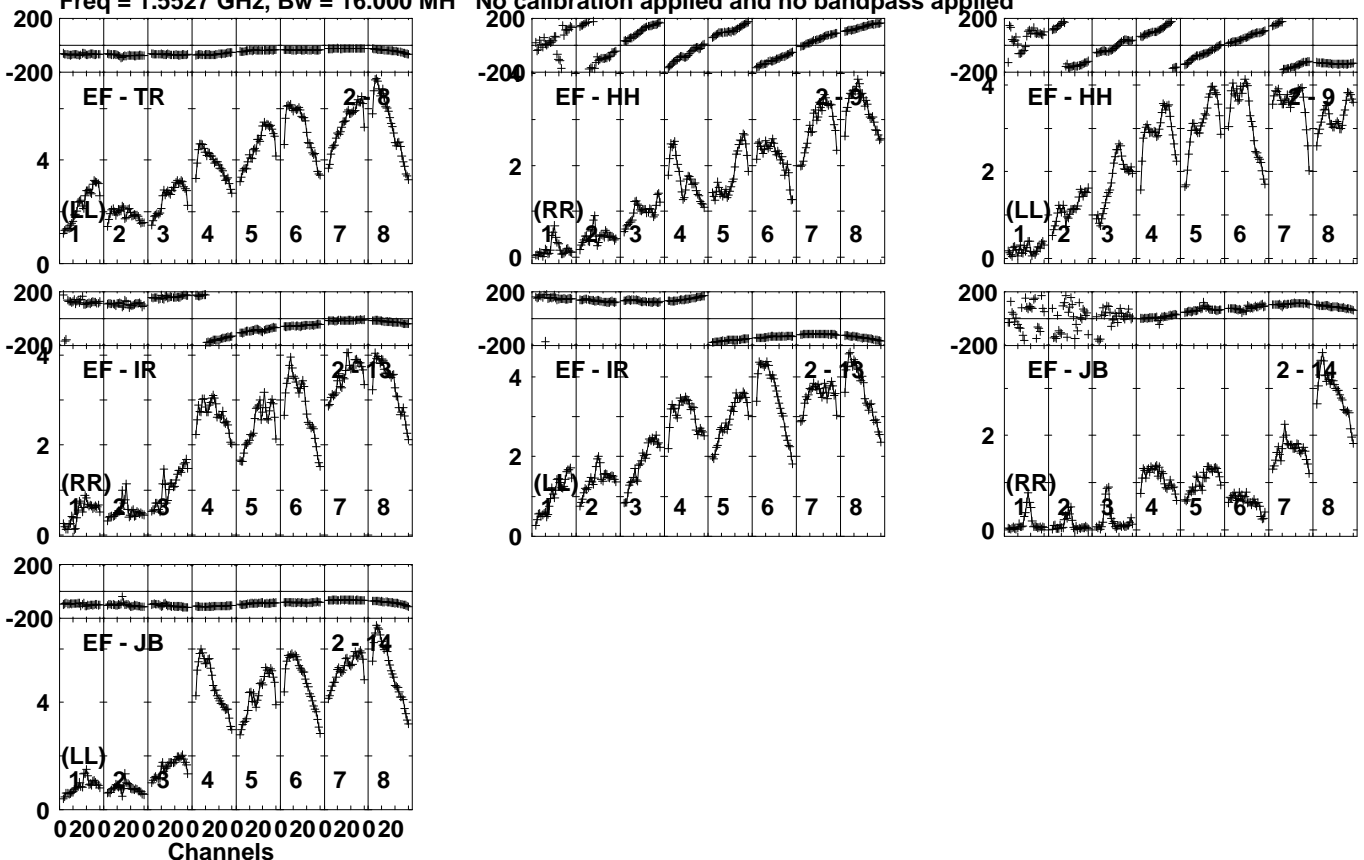 Freq = 1.5527 GHz, Bw = 16.000 MH No calibration applied and no bandpass applied
200
-200
EF - TR 2 - 8
4
(LL)
1 2 3 4 5 6 7 8
0
200
-200
4
EF - HH 2 - 9
2
(RR)
1 2 3 4 5 6 7 8
0
200
-200
4
EF - HH 2 - 9
2
(LL)
1 2 3 4 5 6 7 8
0
200
-200
4
EF - IR 2 - 13
2
(RR)
1 2 3 4 5 6 7 8
0
200
-200
EF - IR 2 - 13
4
2
(LL)
1 2 3 4 5 6 7 8
0
200
-200
EF - JB 2 - 14
2
(RR)
1 2 3 4 5 6 7 8
0
200
-200
EF - JB 2 - 14
4
(LL)
1 2 3 4 5 6 7 8
0
0 20 0 20 0 20 0 20 0 20 0 20 0 20 0 20
Channels